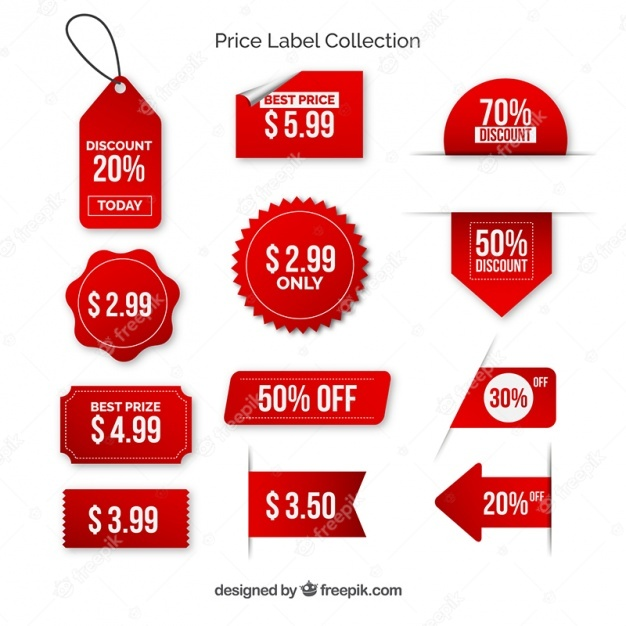 Price Label Collection
DISCOUNT
20%
TODAY
BEST PRICE
$ 5.99
70%
DISCOUNT
$ 2.99
$ 2.99
ONLY
50%
DISCOUNT
BEST PRIZE
$ 4.99
50% OFF
30% OFF
$ 3.99
$ 3.50
20% OFF
designed by freepik.com
freepik